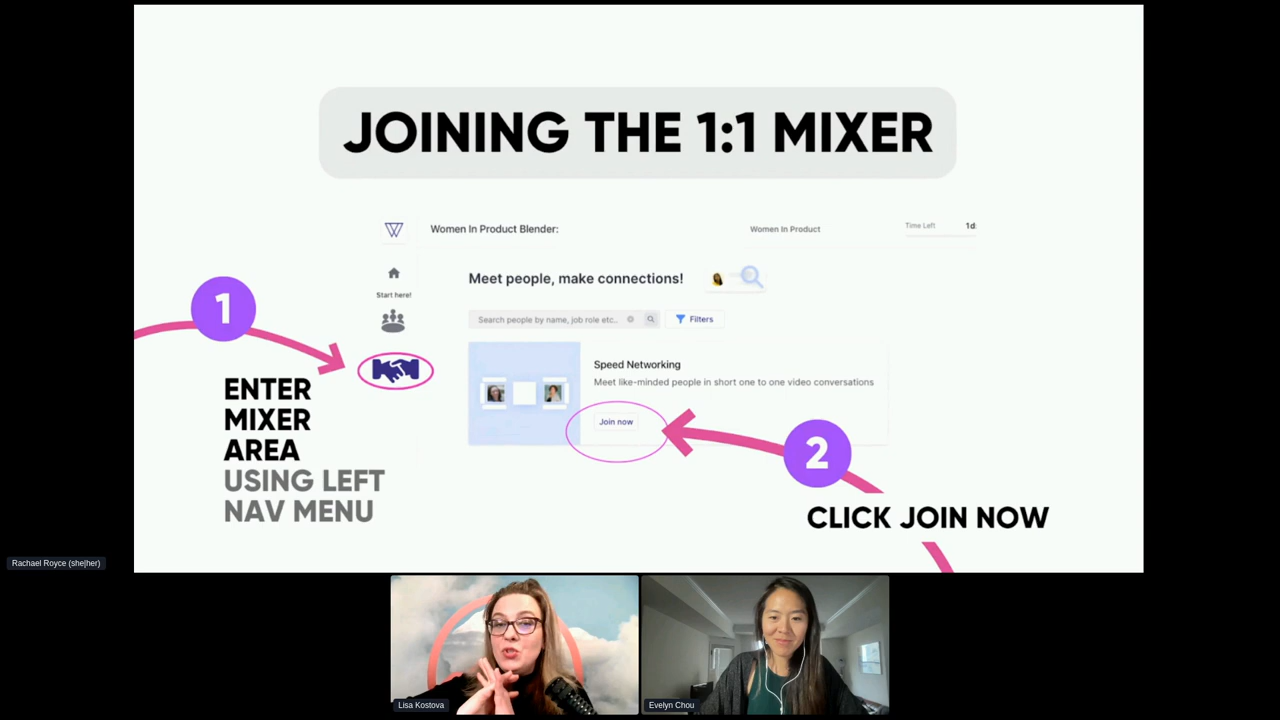 JOINING THE 1:1 MIXER
Women In Product Blender:
Women In Product
Time Left
1d
Start here!
Meet people, make connections!
Search people by name, job role etc..
Filters
Speed Networking
Meet like-minded people in short one to one video conversations
Join now
1
ENTER
MIXER
AREA
USING LEFT
NAV MENU
2
CLICK JOIN NOW
Rachael Royce (she|her)
Lisa Kostova
Evelyn Chou